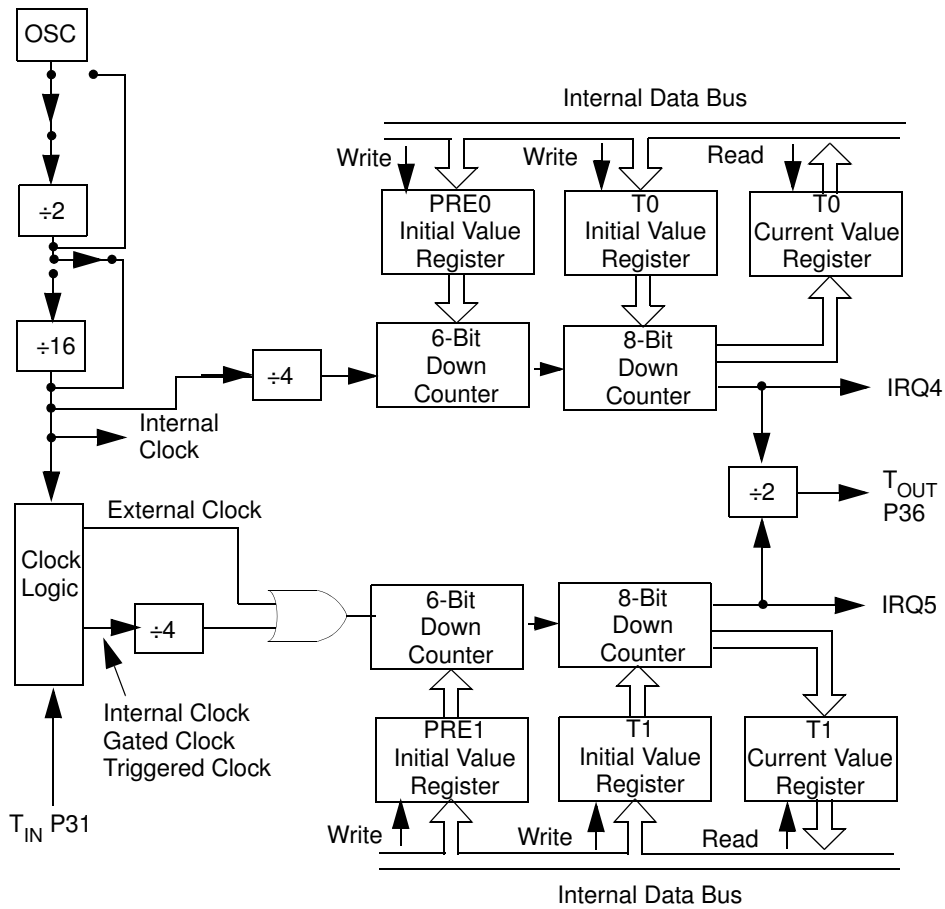 OSC
Internal Data Bus
Write
Write
Read
÷2
PRE0
Initial Value
Register
T0
Initial Value
Register
T0
Current Value
Register
÷16
÷4
6-Bit
Down
Counter
8-Bit
Down
Counter
IRQ4
Internal
Clock
÷2
TOUT
P36
External Clock
Clock
Logic
÷4
6-Bit
Down
Counter
8-Bit
Down
Counter
IRQ5
Internal Clock
Gated Clock
Triggered Clock
PRE1
Initial Value
Register
T1
Initial Value
Register
T1
Current Value
Register
TIN P31
Write
Write
Read
Internal Data Bus